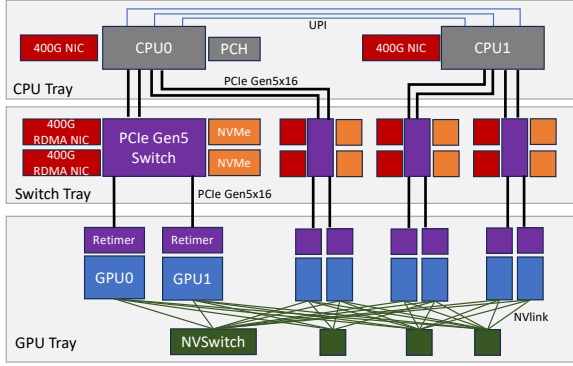 UPI
400G NIC
CPU0
PCH
400G NIC
CPU1
PCIe Gen5x16
CPU Tray
400G
RDMA NIC
400G
RDMA NIC
PCIe Gen5
Switch
NVMe
NVMe
Switch Tray
PCIe Gen5x16
Retimer
Retimer
GPU0
GPU1
NVlink
NVSwitch
GPU Tray